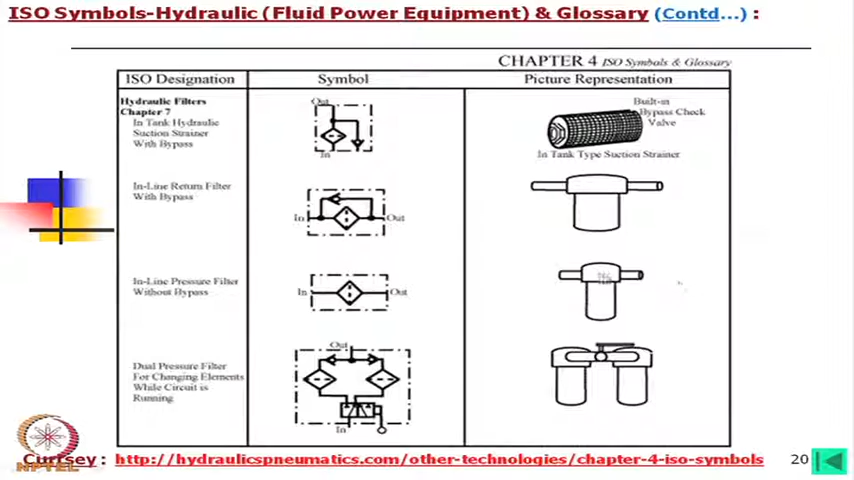 ISO Symbols-Hydraulic (Fluid Power Equipment) & Glossary (Contd...) :
CHAPTER 4 ISO Symbols & Glossary
ISO Designation Symbol Picture Representation
Hydraulic Filters
Chapter 7
In Tank Hydraulic
Suction Strainer
With Bypass
Out
In
Built-in
Bypass Check
Valve
In Tank Type Suction Strainer
In-Line Return Filter
With Bypass
In Out
In-Line Pressure Filter
Without Bypass
In Out
Dual Pressure Filter
For Changing Elements
While Circuit is
Running
Out
In
NPTEL
Curtsey : http://hydraulicspneumatics.com/other-technologies/chapter-4-iso-symbols 20